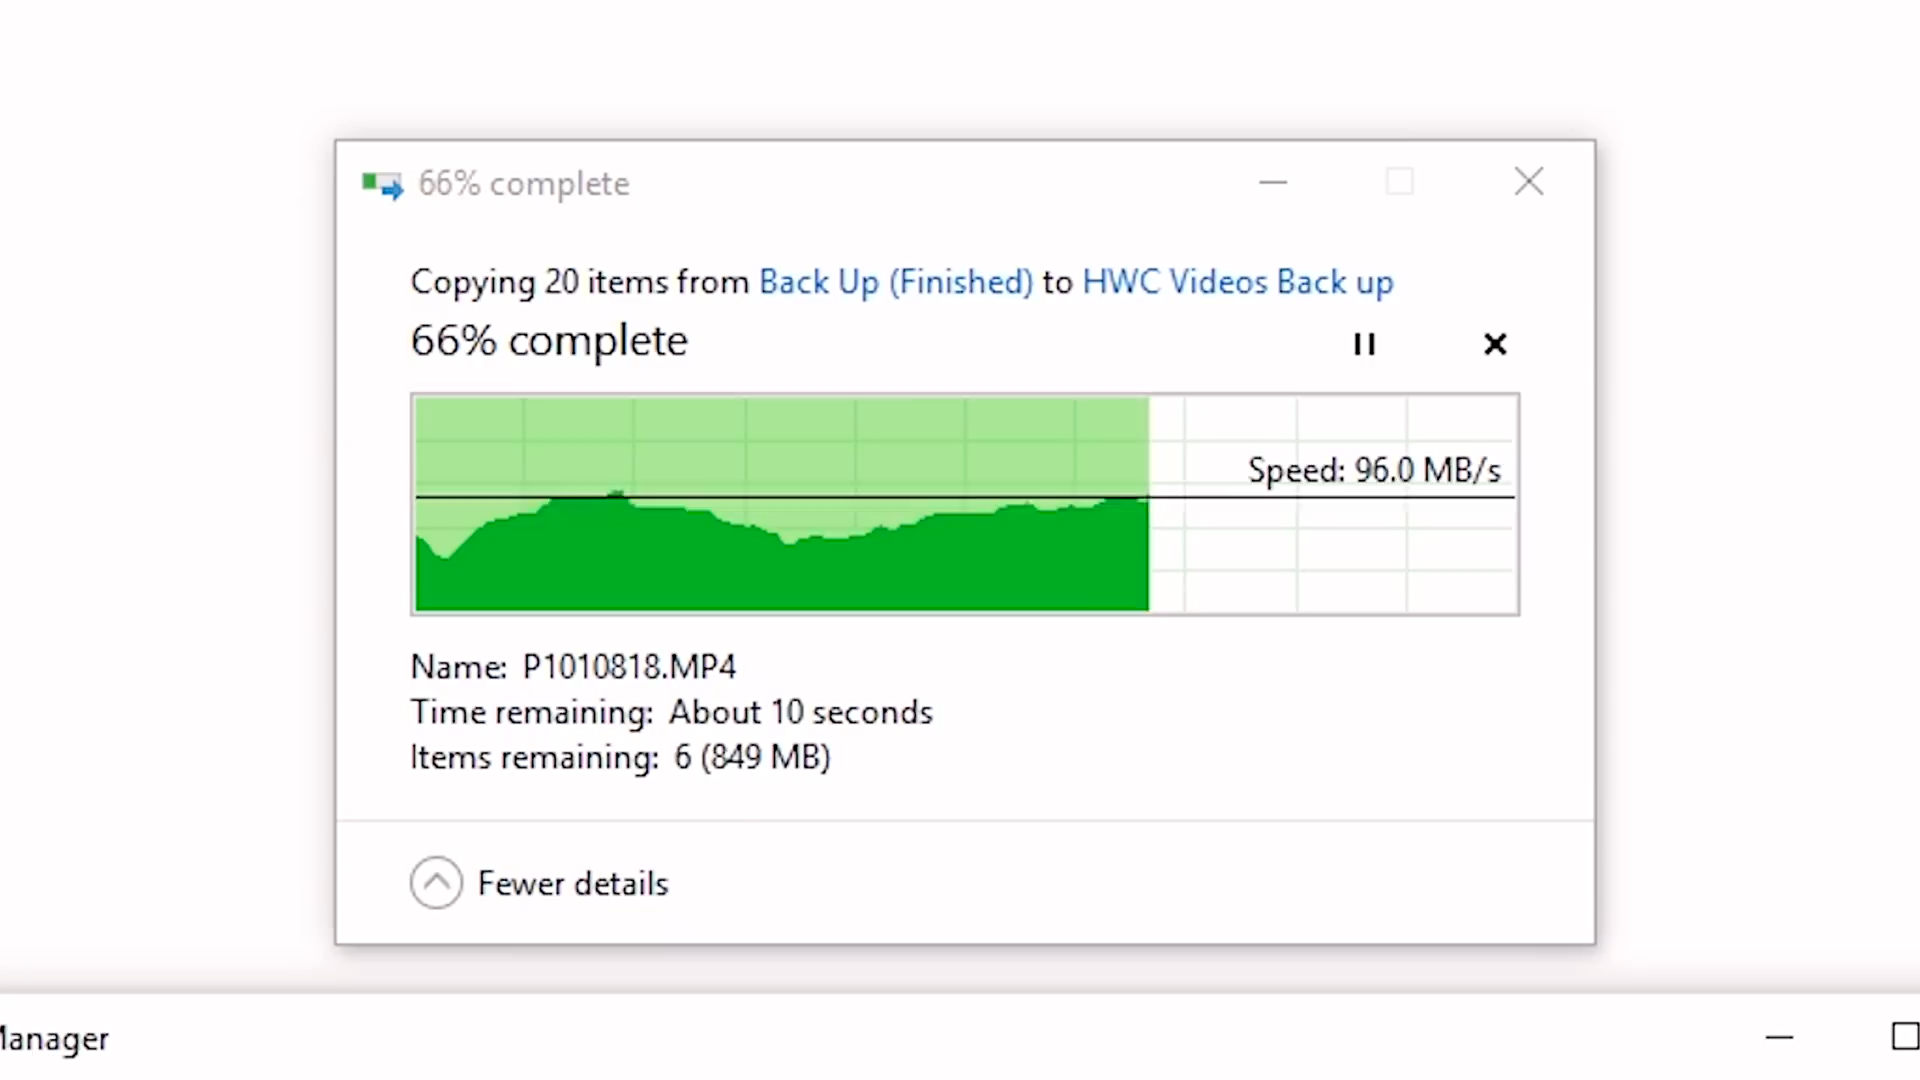 66% complete
Copying 20 items from Back Up (Finished) to HWC Videos Back up
66% complete
Speed: 96.0 MB/s
Name: P1010818.MP4
Time remaining: About 10 seconds
Items remaining: 6 (849 MB)
Fewer details
Manager